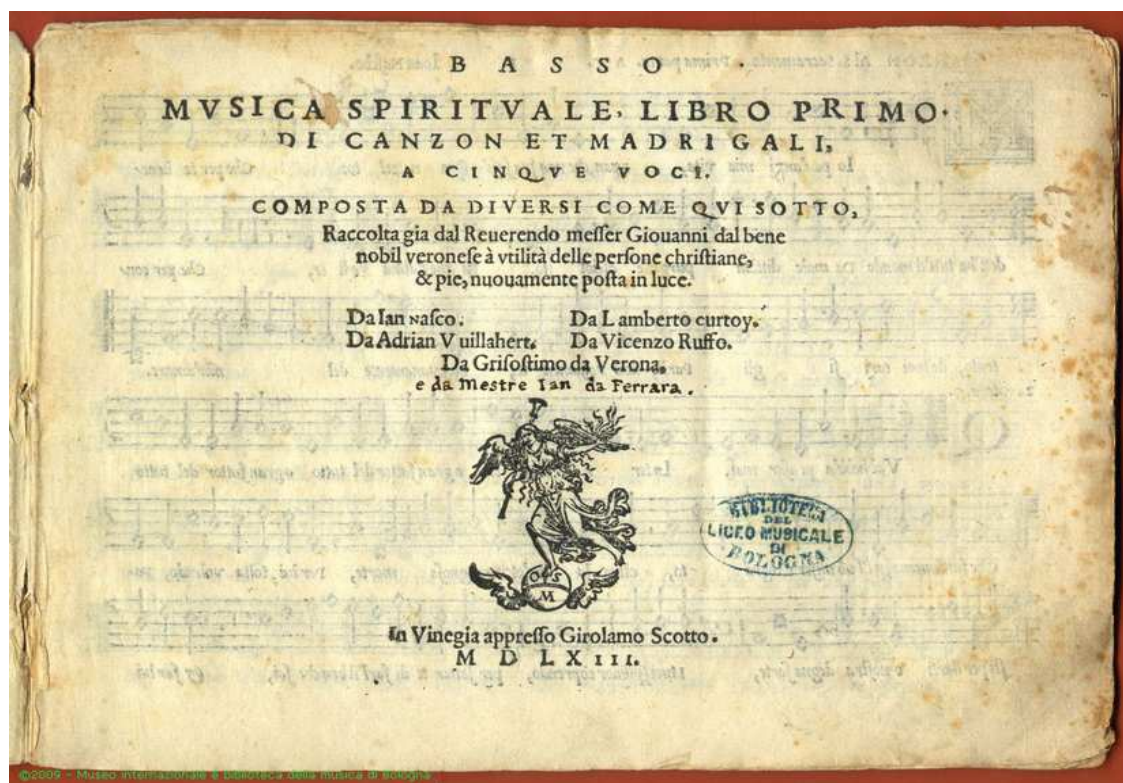 BASSO
MVSICA SPIRITVALE, LIBRO PRIMO.
DI CANZON ET MADRIGALI,
A CINQVE VOCI.
COMPOSTA DA DIVERSI COME QVI SOTTO,
Raccolta gia dal Reuerendo meſſer Giouanni dal bene
nobil veroneſe à vtilità delle perſone chriſtiane,
& pie, nuouamente poſta in luce.
Da Ian Naſco. Da Lamberto curtoy.
Da Adrian Vuillahert. Da Vicenzo Ruffo.
Da Griſoſtimo da Verona.
e da Mestre Ian da Ferrara.
O S
M
BIBLIOTECA
DEL
LICEO MUSICALE
DI
BOLOGNA
In Vinegia appreſſo Girolamo Scotto.
M D LXIII.
©2009 - Museo internazionale e biblioteca della musica di Bologna